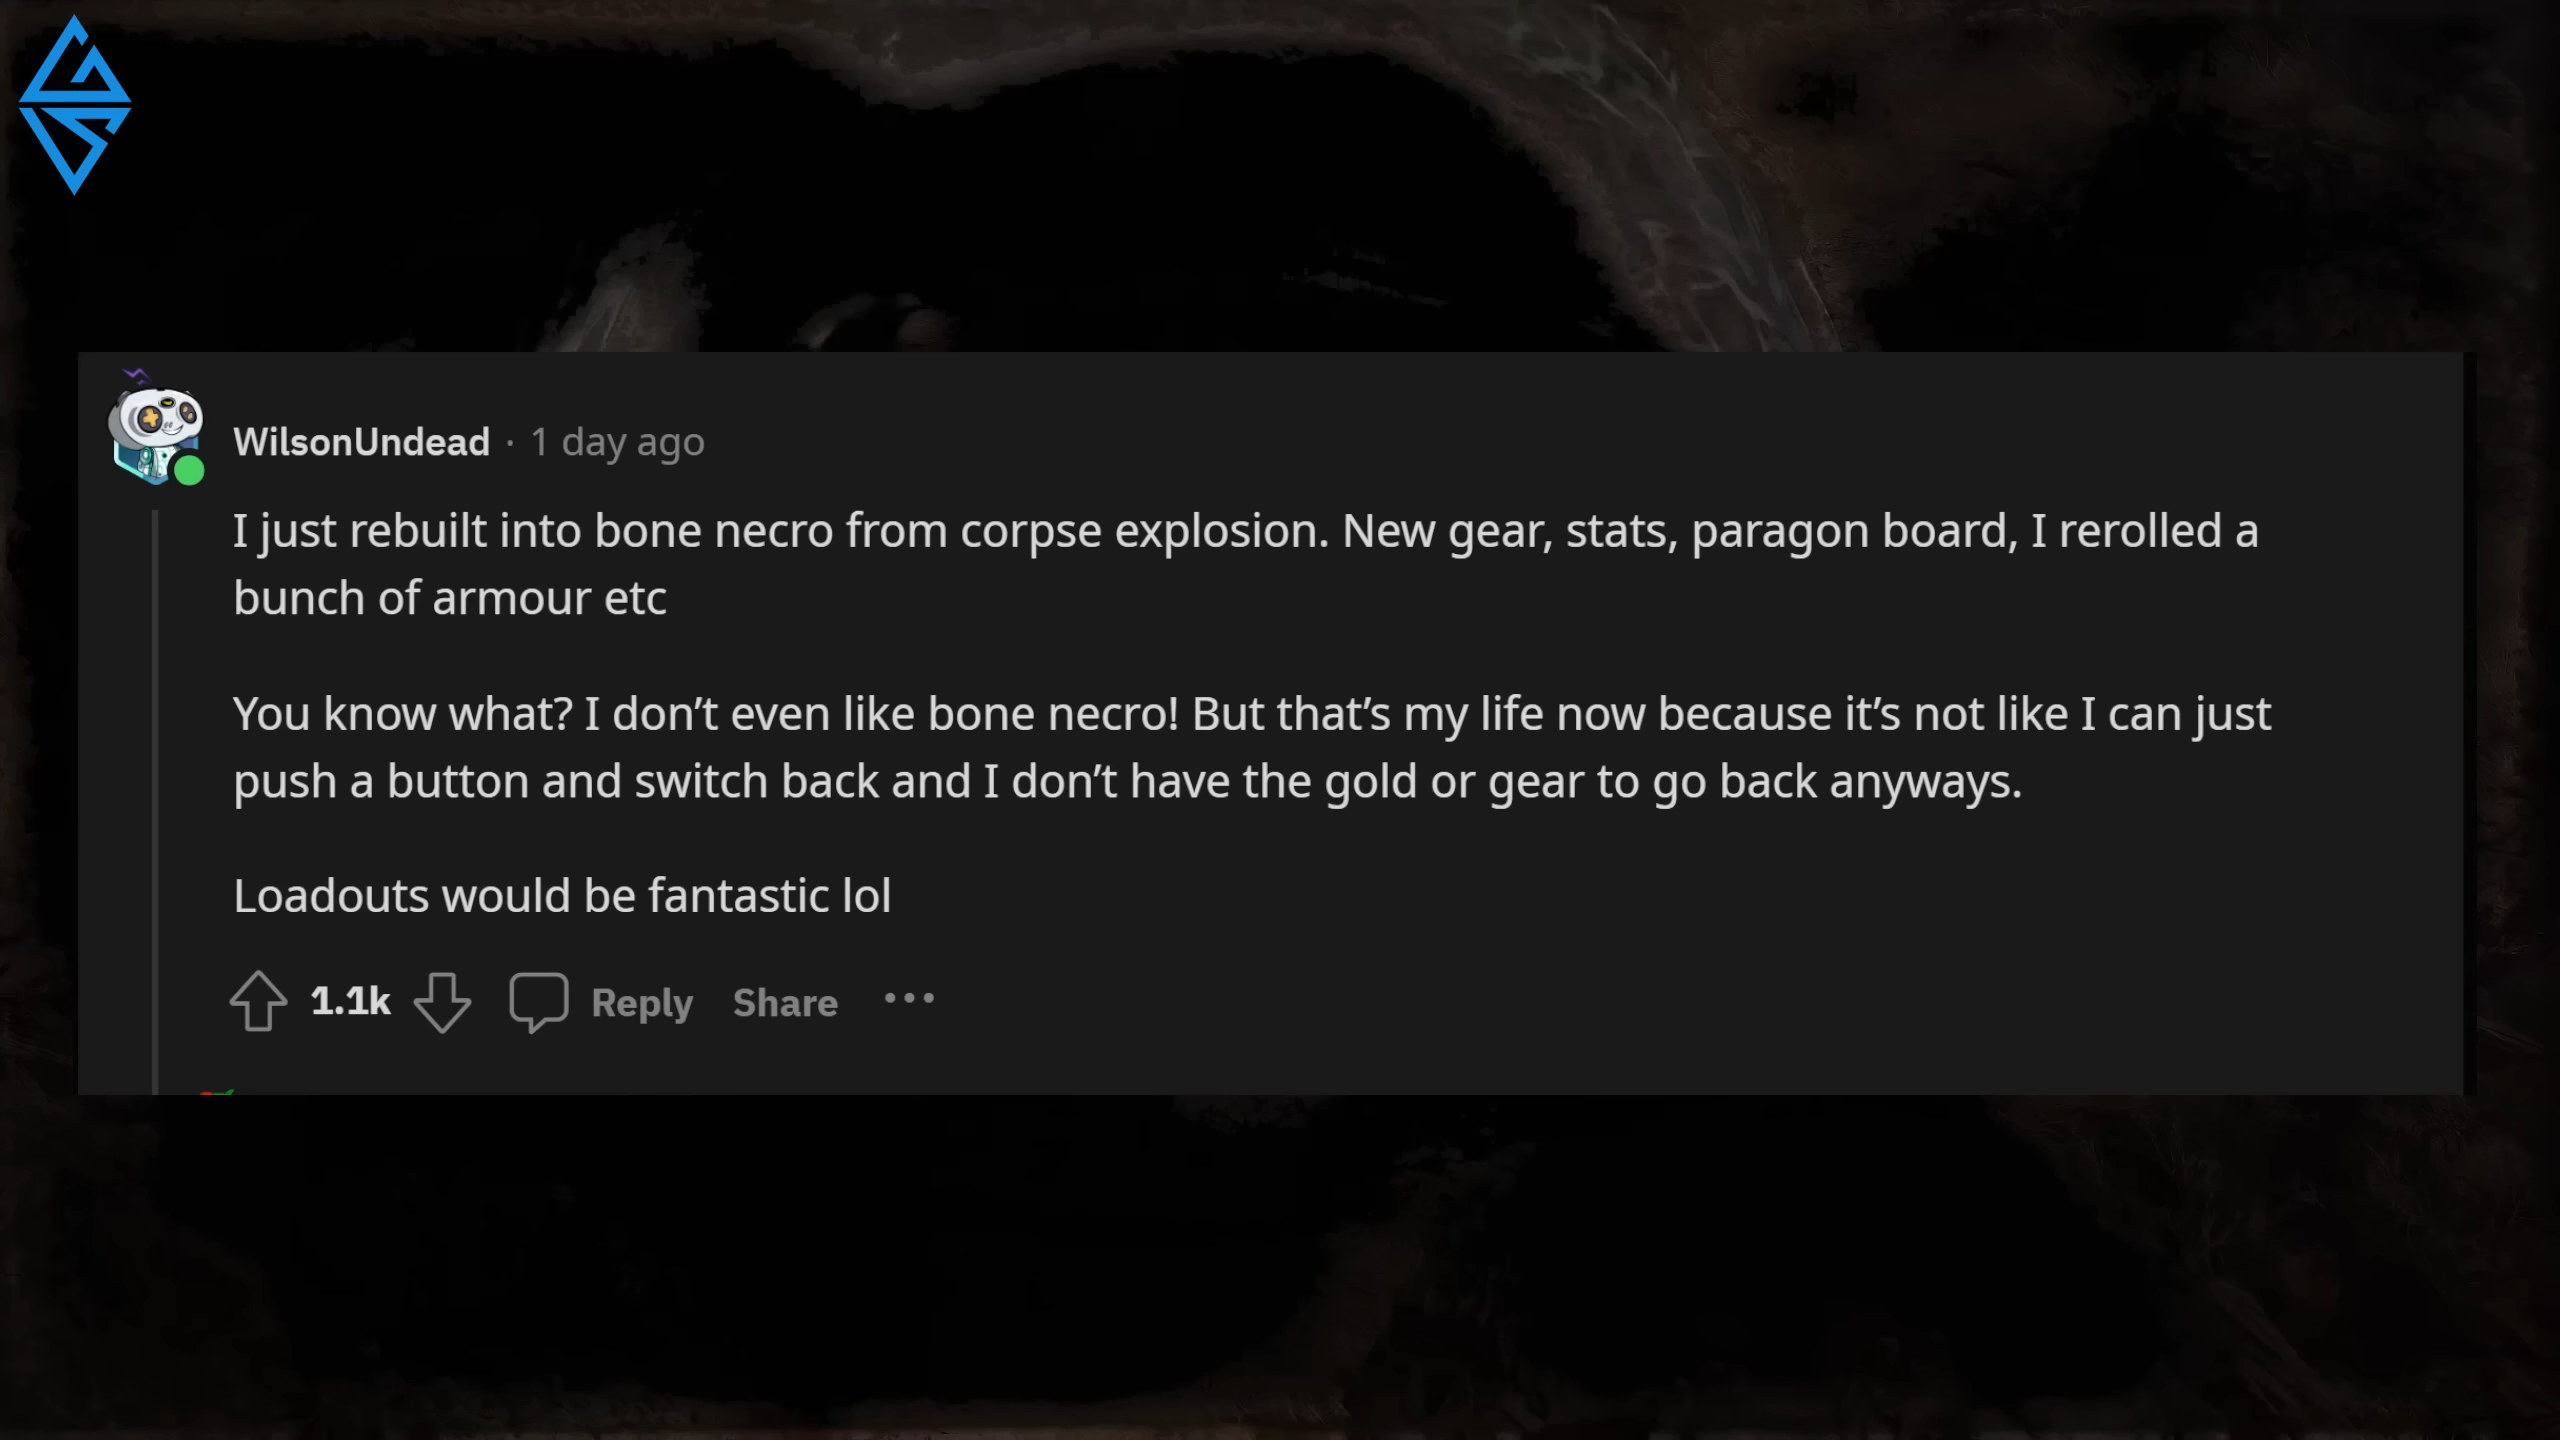 WilsonUndead · 1 day ago
I just rebuilt into bone necro from corpse explosion. New gear, stats, paragon board, I rerolled a
bunch of armour etc
You know what? I don’t even like bone necro! But that’s my life now because it’s not like I can just
push a button and switch back and I don’t have the gold or gear to go back anyways.
Loadouts would be fantastic lol
1.1k Reply Share ···